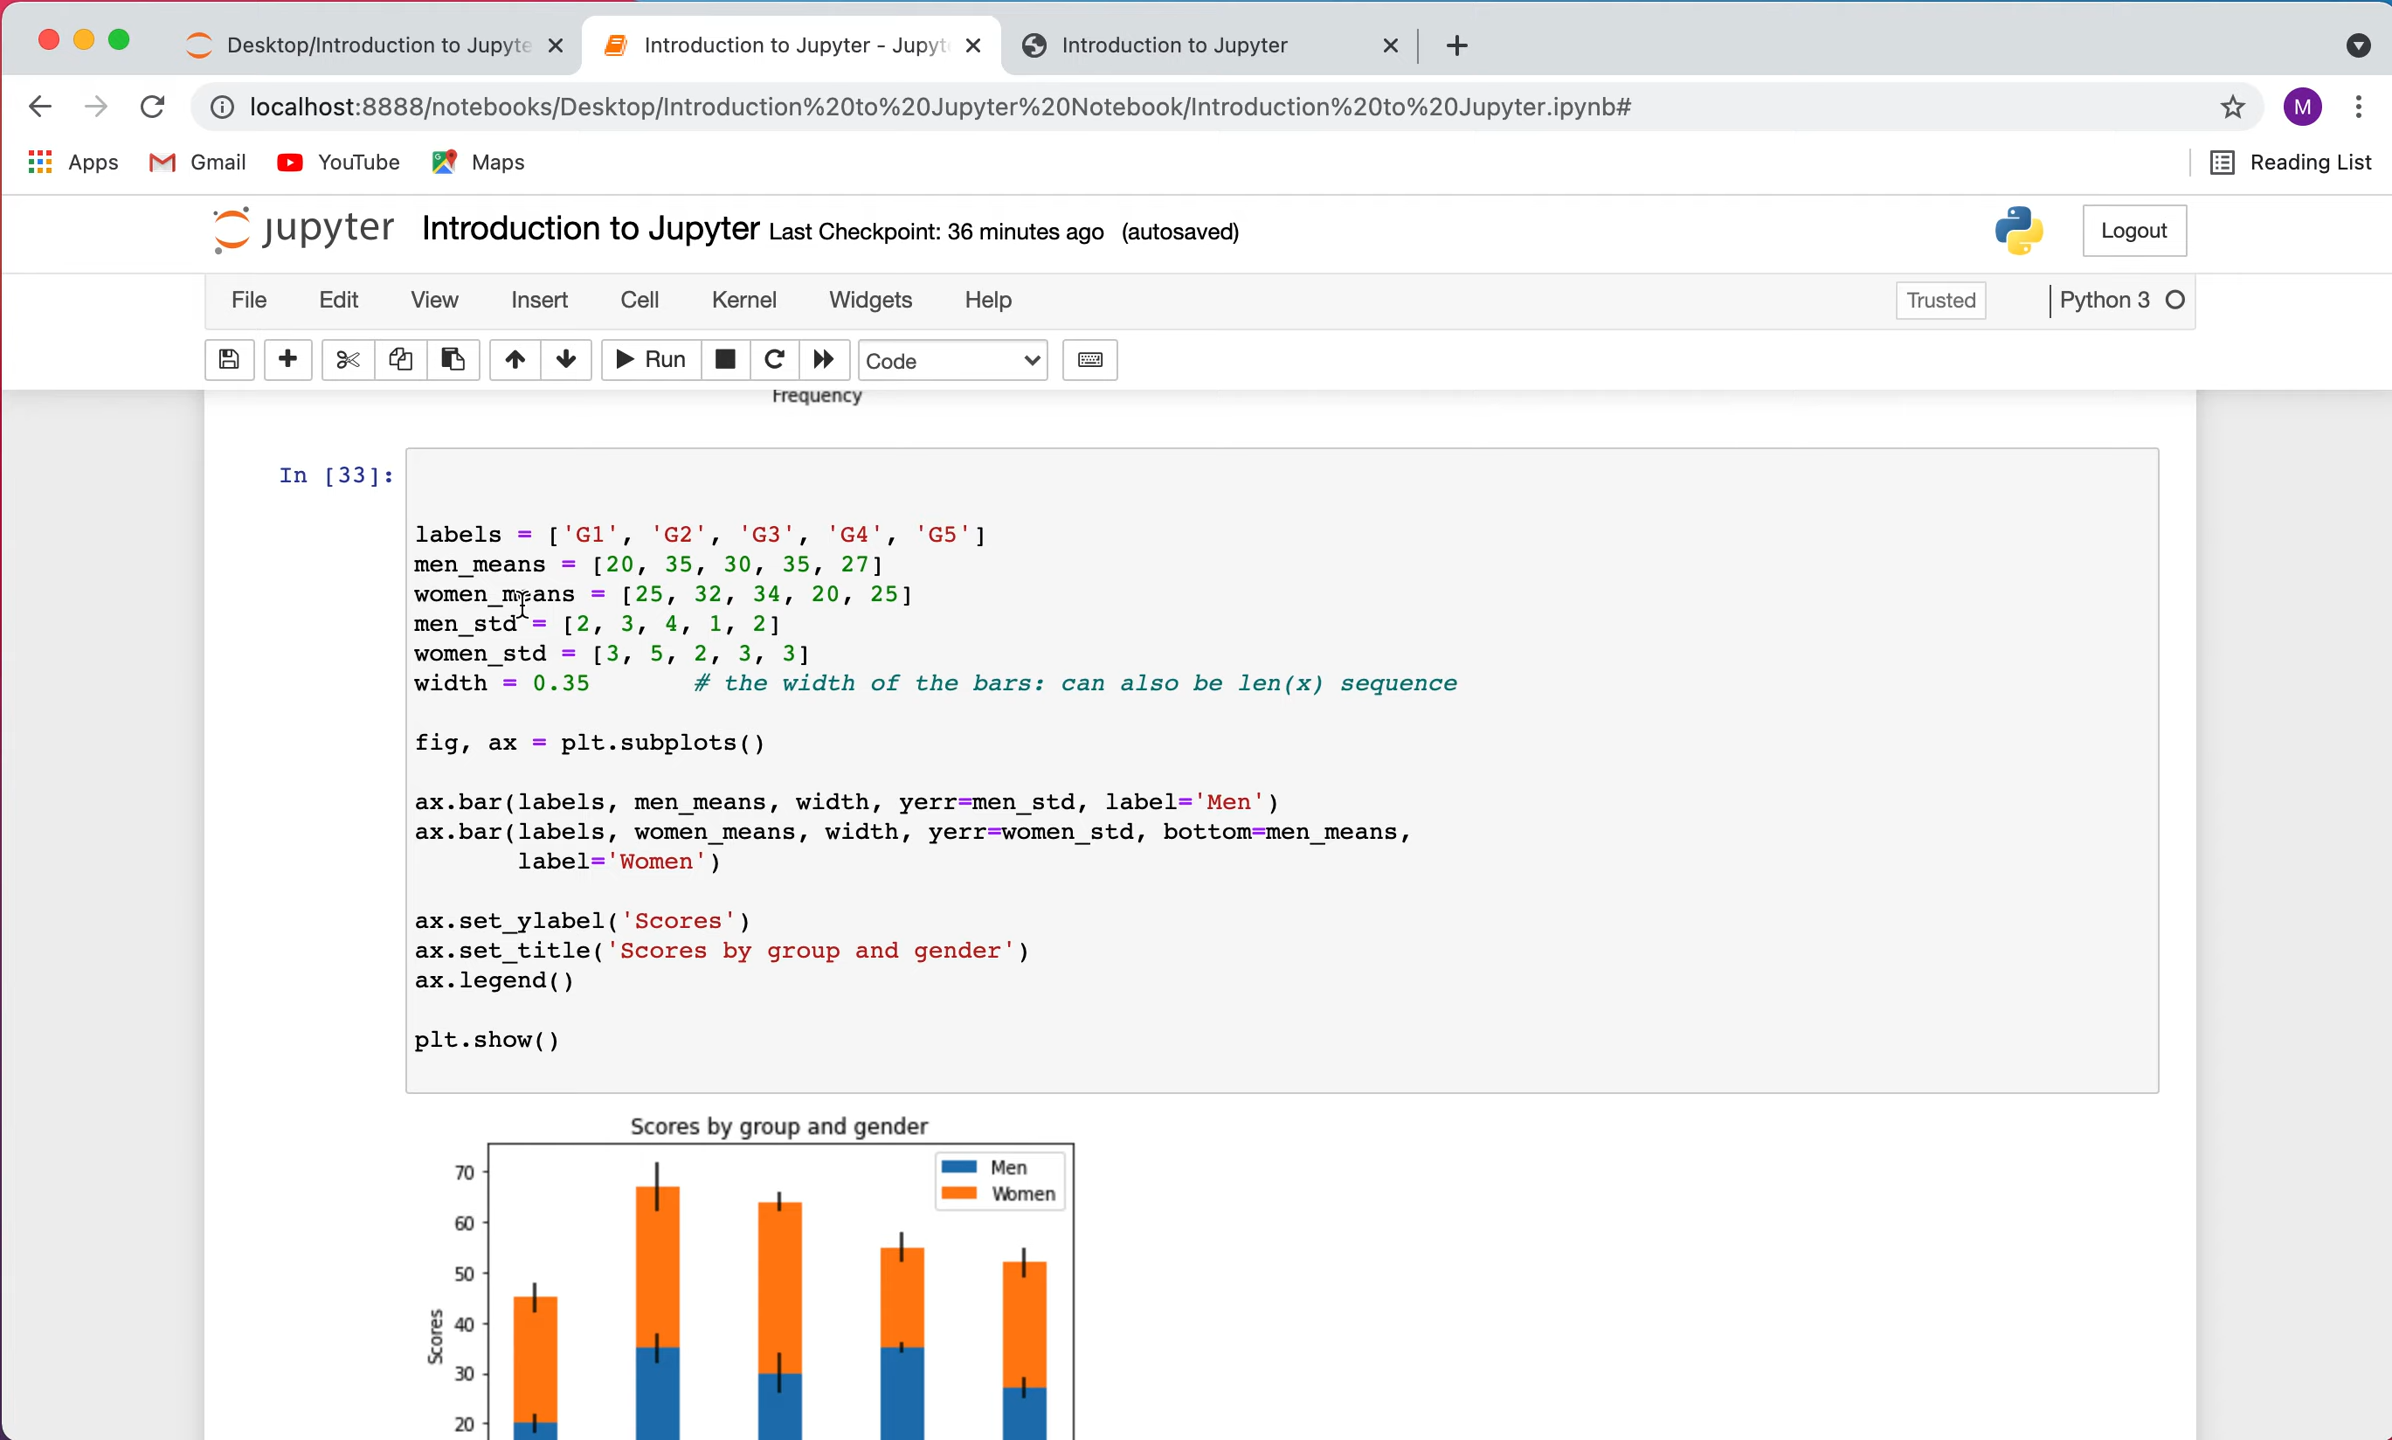 Desktop/Introduction to Jupyte
Introduction to Jupyter - Jupyt
Introduction to Jupyter
localhost:8888/notebooks/Desktop/Introduction%20to%20Jupyter%20Notebook/Introduction%20to%20Jupyter.ipynb#
M
Apps
Gmail
YouTube
Maps
Reading List
jupyter Introduction to Jupyter Last Checkpoint: 36 minutes ago (autosaved)
Logout
File Edit View Insert Cell Kernel Widgets Help
Trusted
Python 3
Run
Code
Frequency
In [33]:
labels = ['G1', 'G2', 'G3', 'G4', 'G5']
men_means = [20, 35, 30, 35, 27]
women_means = [25, 32, 34, 20, 25]
men_std = [2, 3, 4, 1, 2]
women_std = [3, 5, 2, 3, 3]
width = 0.35       # the width of the bars: can also be len(x) sequence
fig, ax = plt.subplots()
ax.bar(labels, men_means, width, yerr=men_std, label='Men')
ax.bar(labels, women_means, width, yerr=women_std, bottom=men_means,
       label='Women')
ax.set_ylabel('Scores')
ax.set_title('Scores by group and gender')
ax.legend()
plt.show()
Scores by group and gender
Men
Women
70
60
50
40
30
20
Scores